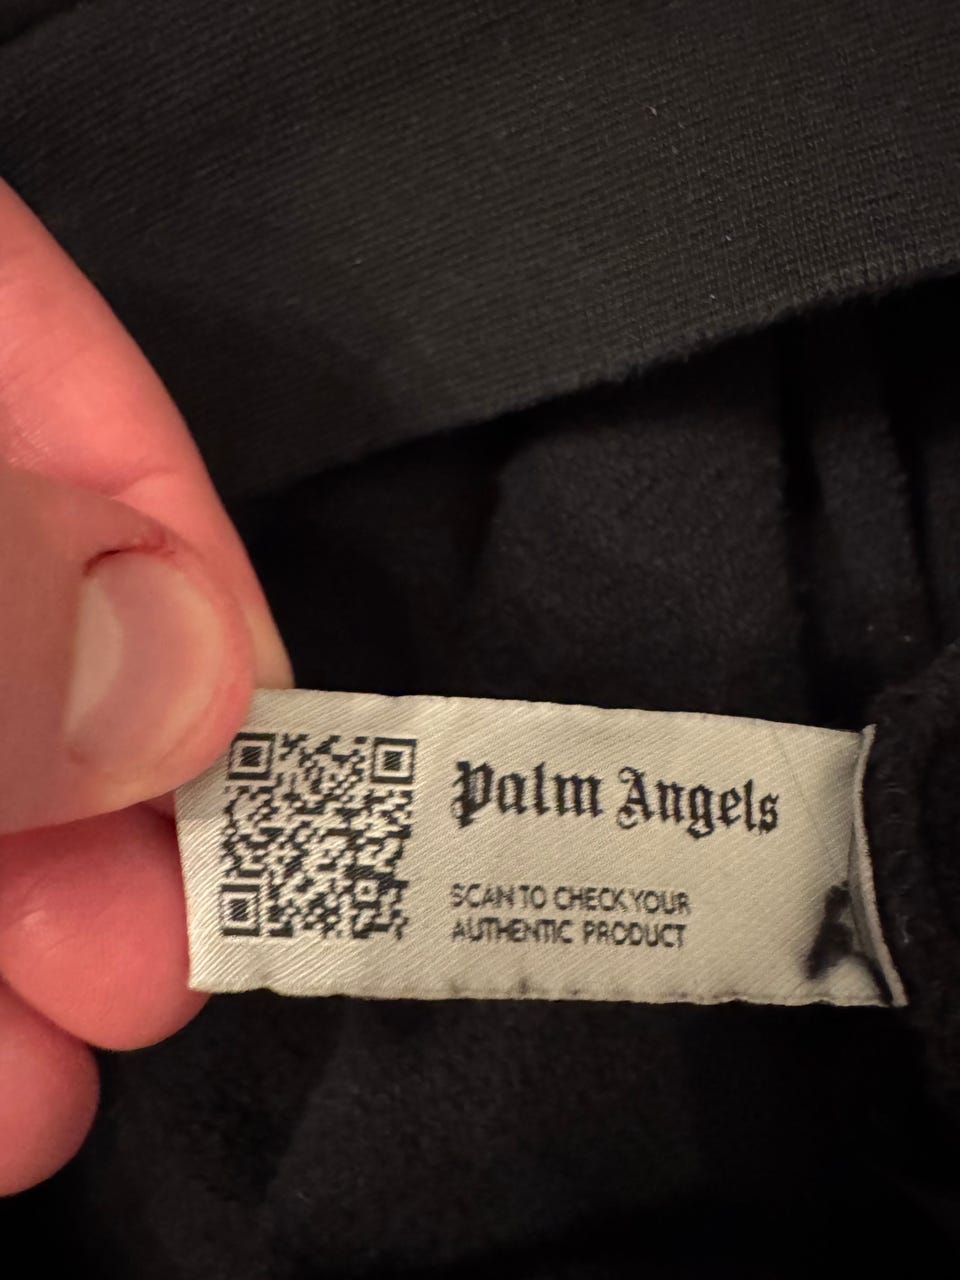 Palm Angels
SCAN TO CHECK YOUR
AUTHENTIC PRODUCT